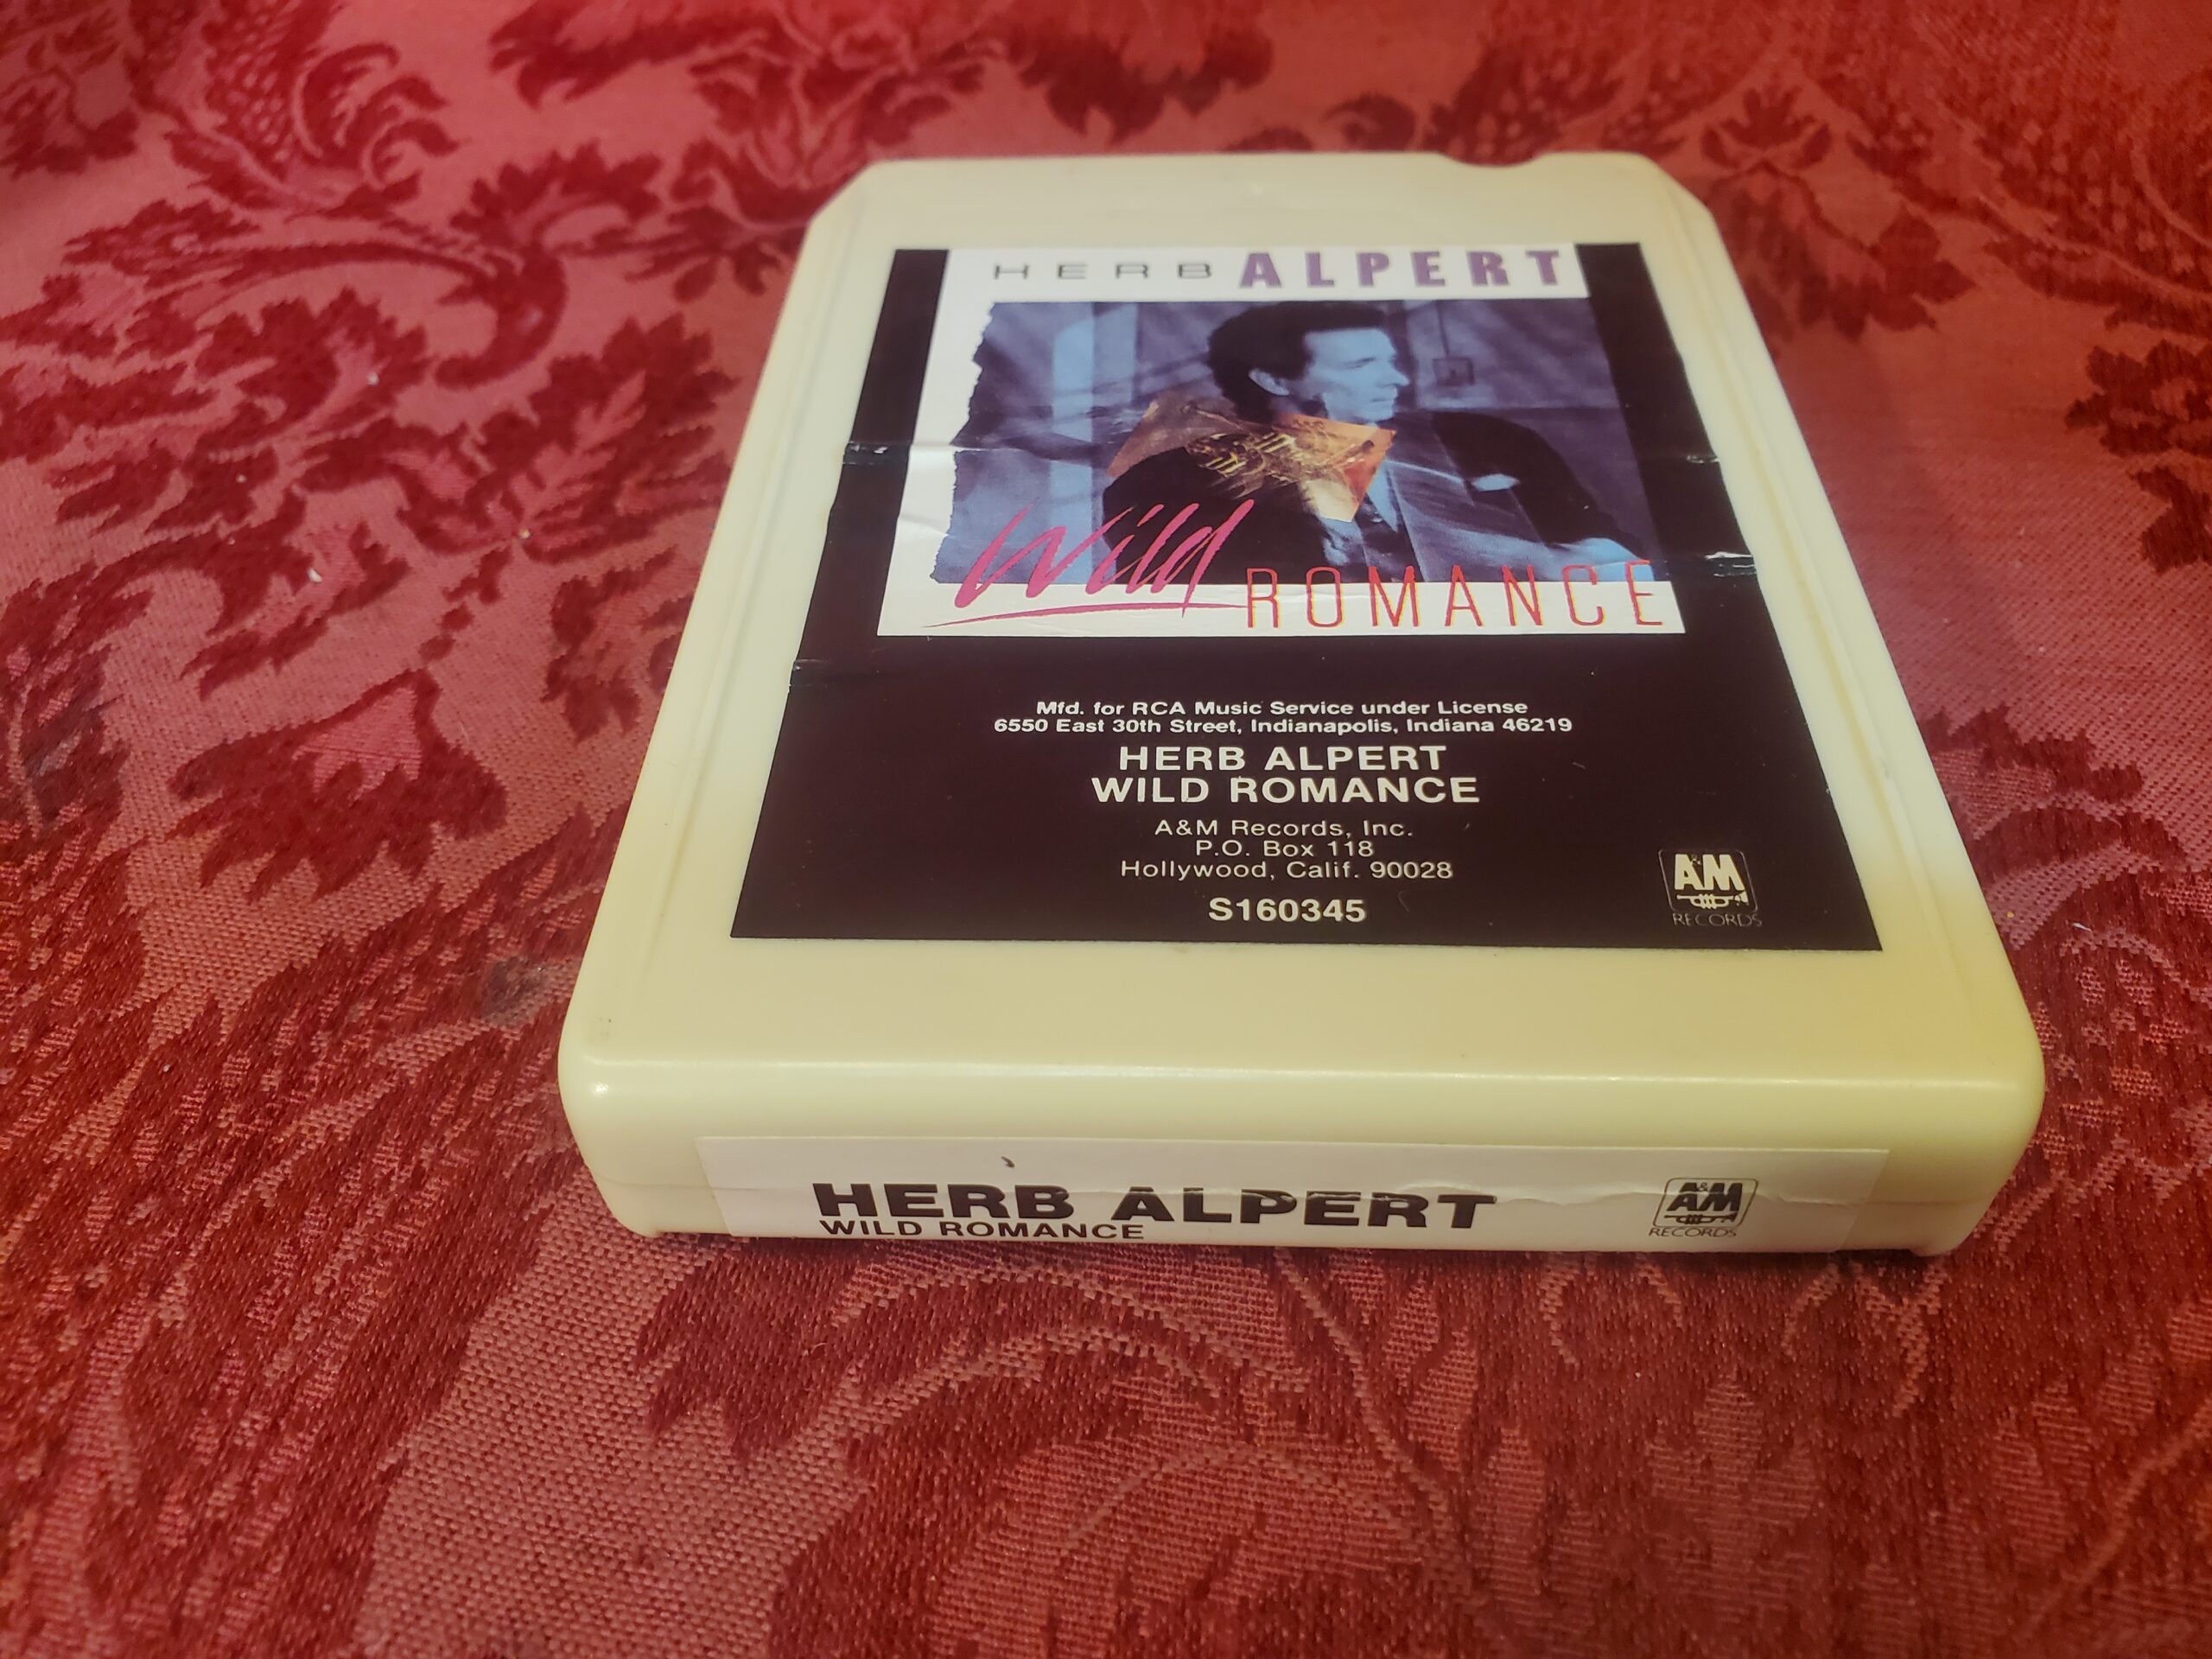 HERB ALPERT
Wild ROMANCE
Mfd. for RCA Music Service under License
6550 East 30th Street, Indianapolis, Indiana 46219
HERB ALPERT
WILD ROMANCE
A&M Records, Inc.
P.O. Box 118
Hollywood, Calif. 90028
S160345
A&M
RECORDS
HERB ALPERT
WILD ROMANCE
A&M
RECORDS